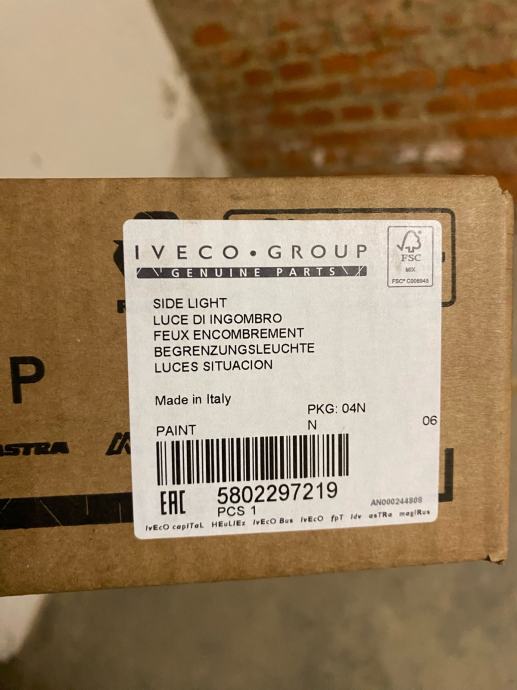 IVECO • GROUP
GENUINE PARTS
FSC
MIX
SIDE LIGHT
LUCE DI INGOMBRO
FEUX ENCOMBREMENT
BEGRENZUNGSLEUCHTE
LUCES SITUACION
Made in Italy
PKG: 04N
PAINT
N
06
P
ASTRA
EAC
5802297219
PCS 1
AN000244808
IvEcO capITaL HEuLIEz IvEcO Bus IvEcO fpT Idv asTRa magIRus